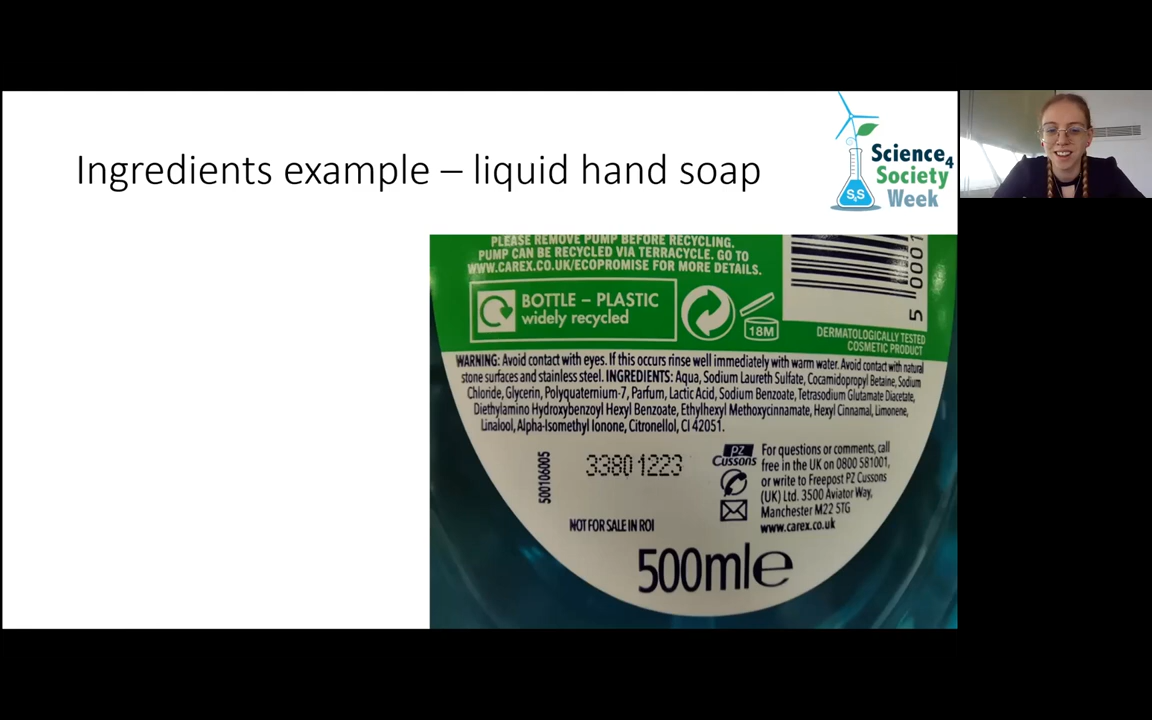 Ingredients example – liquid hand soap
Science4
Society
Week
S4S
PLEASE REMOVE PUMP BEFORE RECYCLING.
PUMP CAN BE RECYCLED VIA TERRACYCLE. GO TO
WWW.CAREX.CO.UK/ECOPROMISE FOR MORE DETAILS.
BOTTLE – PLASTIC
widely recycled
18M
5 0001
DERMATOLOGICALLY TESTED
COSMETIC PRODUCT
WARNING: Avoid contact with eyes. If this occurs rinse well immediately with warm water. Avoid contact with natural
stone surfaces and stainless steel. INGREDIENTS: Aqua, Sodium Laureth Sulfate, Cocamidopropyl Betaine, Sodium
Chloride, Glycerin, Polyquaternium-7, Parfum, Lactic Acid, Sodium Benzoate, Tetrasodium Glutamate Diacetate,
Diethylamino Hydroxybenzoyl Hexyl Benzoate, Ethylhexyl Methoxycinnamate, Hexyl Cinnamal, Limonene,
Linalool, Alpha-Isomethyl Ionone, Citronellol, CI 42051.
500106005
3380 1223
NOT FOR SALE IN ROI
PZ
Cussons
For questions or comments, call
free in the UK on 0800 581001,
or write to Freepost PZ Cussons
(UK) Ltd. 3500 Aviator Way,
Manchester M22 5TG
www.carex.co.uk
500ml e